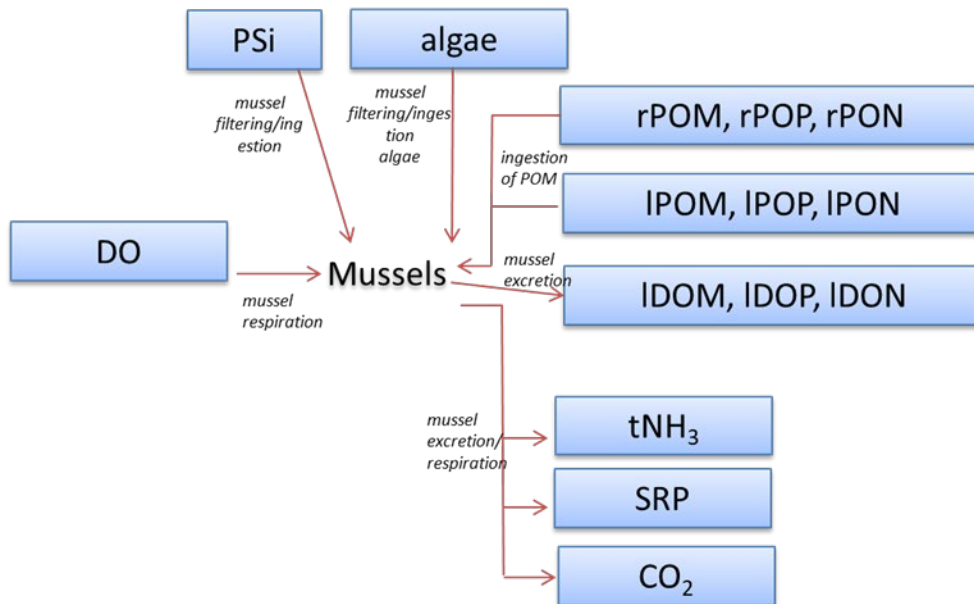 PSi
algae
mussel
filtering/ing
estion
mussel
filtering/inges
tion
algae
rPOM, rPOP, rPON
ingestion
of POM
lPOM, lPOP, lPON
DO
Mussels
mussel
excretion
lDOM, lDOP, lDON
mussel
respiration
mussel
excretion/
respiration
tNH₃
SRP
CO₂